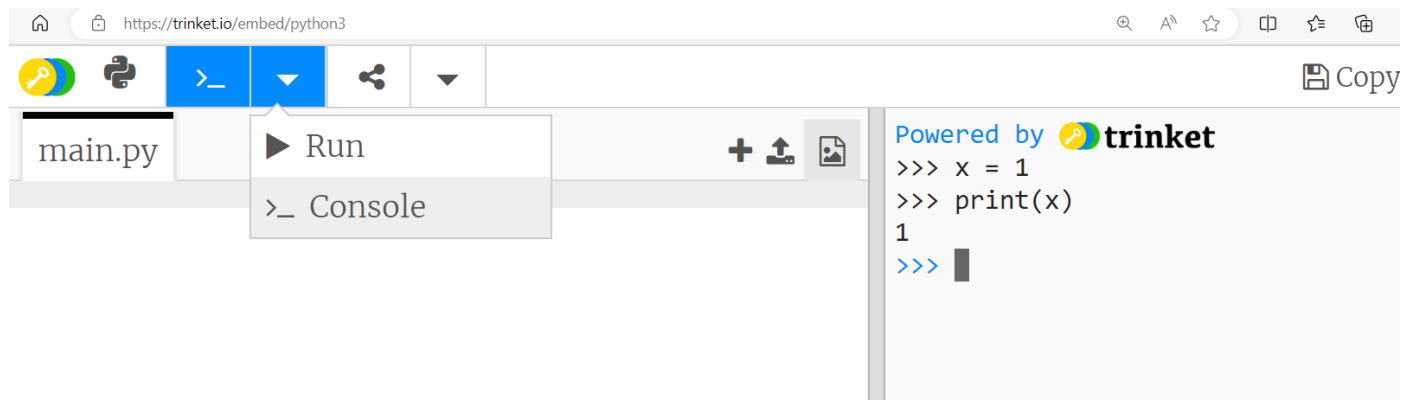 https://trinket.io/embed/python3
Copy
main.py
Run
>_ Console
Powered by trinket
>>> x = 1
>>> print(x)
1
>>>